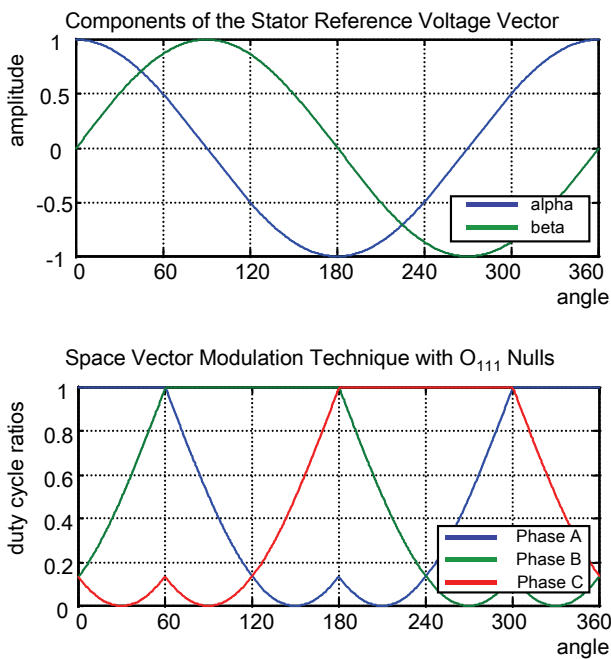 Components of the Stator Reference Voltage Vector
amplitude
1
0.5
0
-0.5
-1
alpha
beta
0 60 120 180 240 300 360
angle
Space Vector Modulation Technique with O₁₁₁ Nulls
duty cycle ratios
1
0.8
0.6
0.4
0.2
0
Phase A
Phase B
Phase C
0 60 120 180 240 300 360
angle